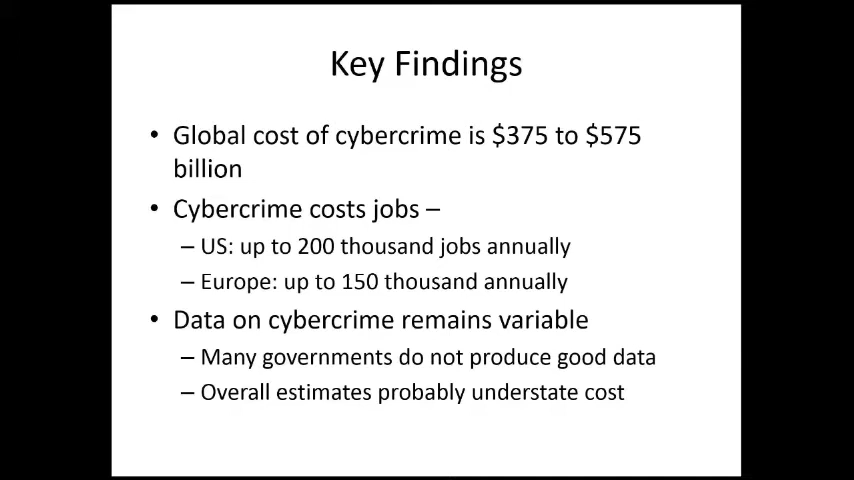 Key Findings
• Global cost of cybercrime is $375 to $575
billion
• Cybercrime costs jobs –
– US: up to 200 thousand jobs annually
– Europe: up to 150 thousand annually
• Data on cybercrime remains variable
– Many governments do not produce good data
– Overall estimates probably understate cost